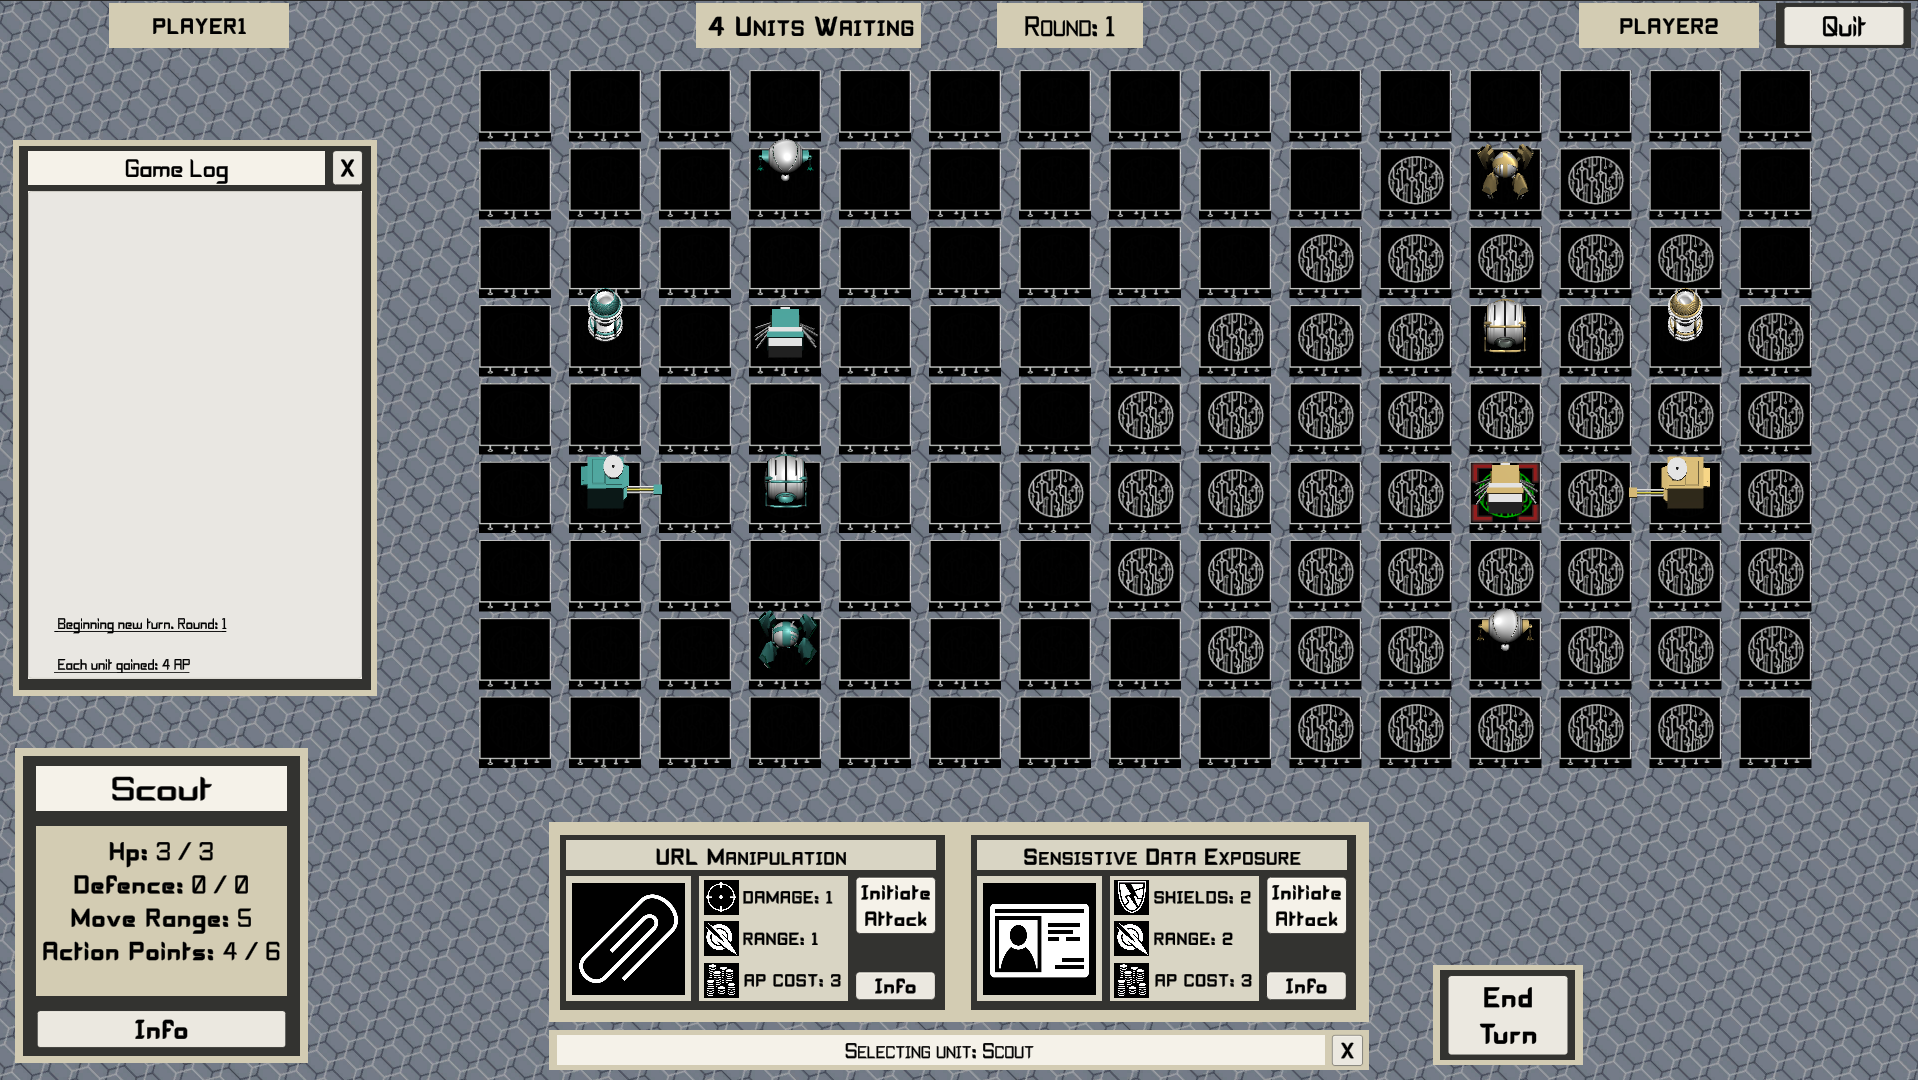 PLAYER1
4 UNITS WAITING
ROUND: 1
PLAYER2
Quit
Game Log
X
Beginning new turn. Round: 1
Each unit gained: 4 AP
Scout
Hp: 3 / 3
Defence: 0 / 0
Move Range: 5
Action Points: 4 / 6
Info
URL MANIPULATION
DAMAGE: 1
RANGE: 1
AP COST: 3
Initiate
Attack
Info
SENSISTIVE DATA EXPOSURE
SHIELDS: 2
RANGE: 2
AP COST: 3
Initiate
Attack
Info
SELECTING UNIT: SCOUT
X
End
Turn